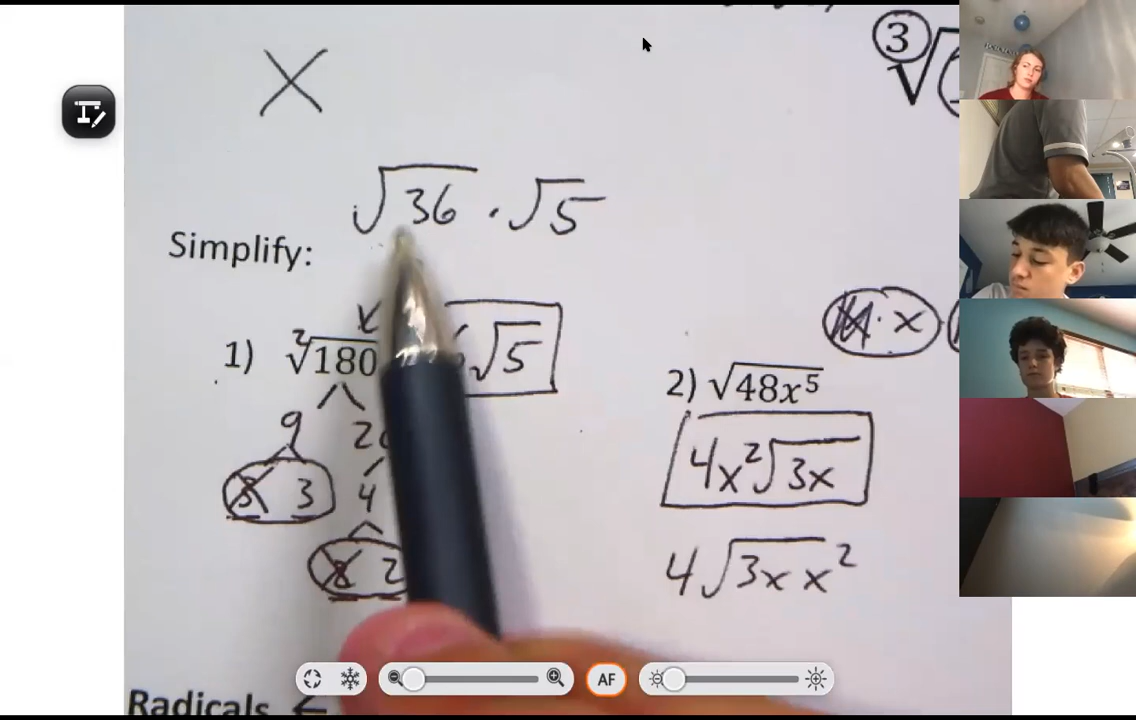 X
3
√36 · √5
Simplify:
· x
1) ²√180
√5
2) √48x⁵
9
4x²√3x
3
4
4√3x x²
2
AF
Radicals ←